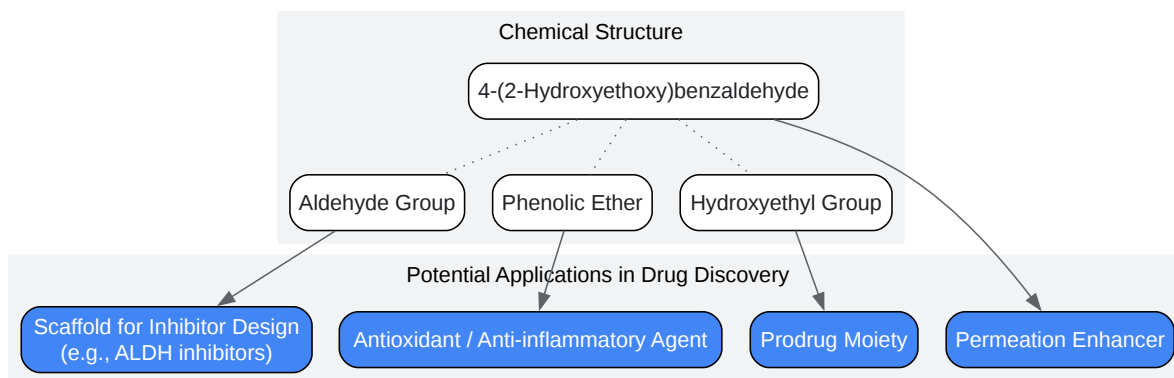 Chemical Structure
4-(2-Hydroxyethoxy)benzaldehyde
Aldehyde Group
Phenolic Ether
Hydroxyethyl Group
Potential Applications in Drug Discovery
Scaffold for Inhibitor Design
(e.g., ALDH inhibitors)
Antioxidant / Anti-inflammatory Agent
Prodrug Moiety
Permeation Enhancer